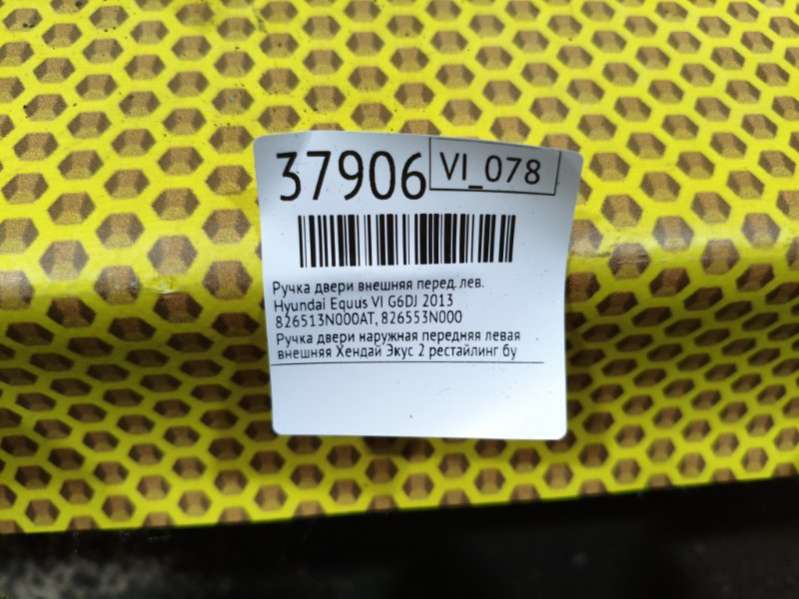 37906 VI_078
Ручка двери внешняя перед.лев.
Hyundai Equus VI G6DJ 2013
826513N000AT, 826553N000
Ручка двери наружная передняя левая
внешняя Хендай Экус 2 рестайлинг бу